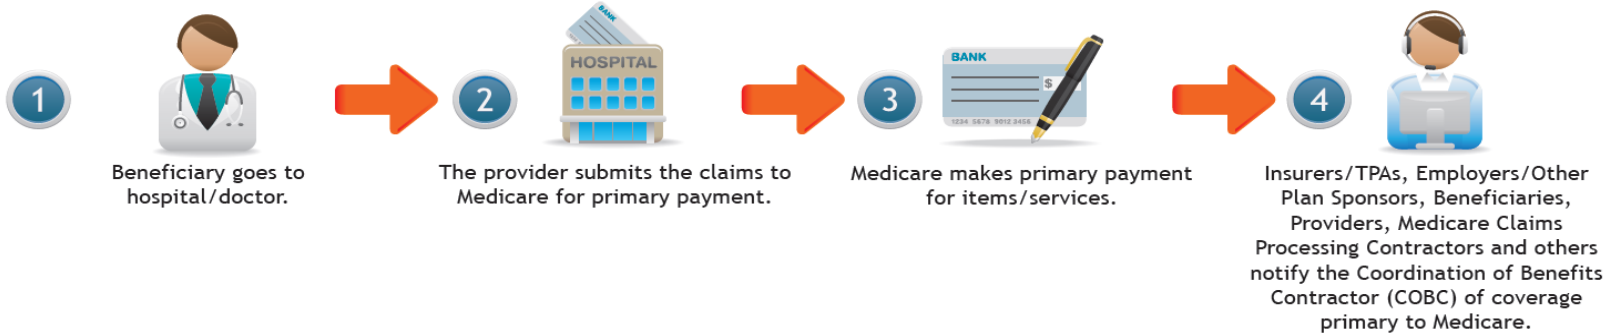 1
Beneficiary goes to
hospital/doctor.
2
BANK
HOSPITAL
The provider submits the claims to
Medicare for primary payment.
3
BANK
$
1234 5678 9012 3456
Medicare makes primary payment
for items/services.
4
Insurers/TPAs, Employers/Other
Plan Sponsors, Beneficiaries,
Providers, Medicare Claims
Processing Contractors and others
notify the Coordination of Benefits
Contractor (COBC) of coverage
primary to Medicare.